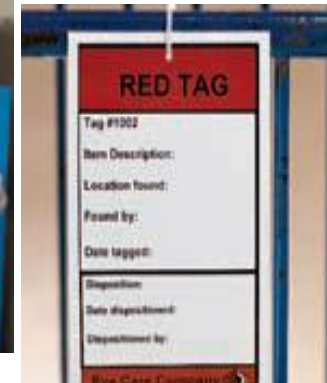 RED TAG
Tag #1002
Item Description:
Location found:
Found by:
Date tagged:
Disposition:
Date dispositioned:
Dispositioned by: